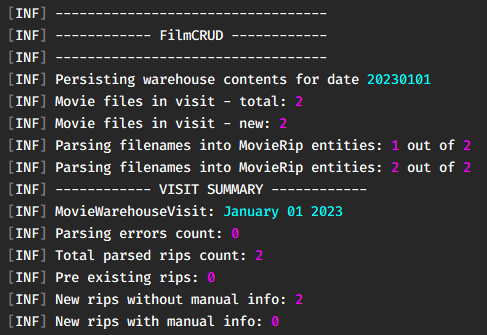 [INF] ----------------------------------
[INF] ------------ FilmCRUD ------------
[INF] ----------------------------------
[INF] Persisting warehouse contents for date 20230101
[INF] Movie files in visit - total: 2
[INF] Movie files in visit - new: 2
[INF] Parsing filenames into MovieRip entities: 1 out of 2
[INF] Parsing filenames into MovieRip entities: 2 out of 2
[INF] ------------ VISIT SUMMARY ------------
[INF] MovieWarehouseVisit: January 01 2023
[INF] Parsing errors count: 0
[INF] Total parsed rips count: 2
[INF] Pre existing rips: 0
[INF] New rips without manual info: 2
[INF] New rips with manual info: 0